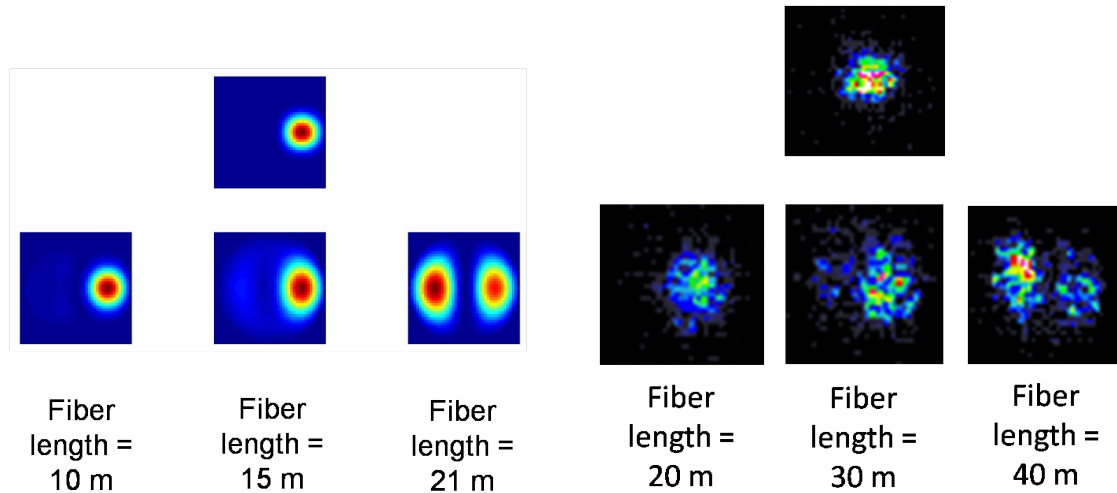 Fiber
length =
10 m
Fiber
length =
15 m
Fiber
length =
21 m
Fiber
length =
20 m
Fiber
length =
30 m
Fiber
length =
40 m